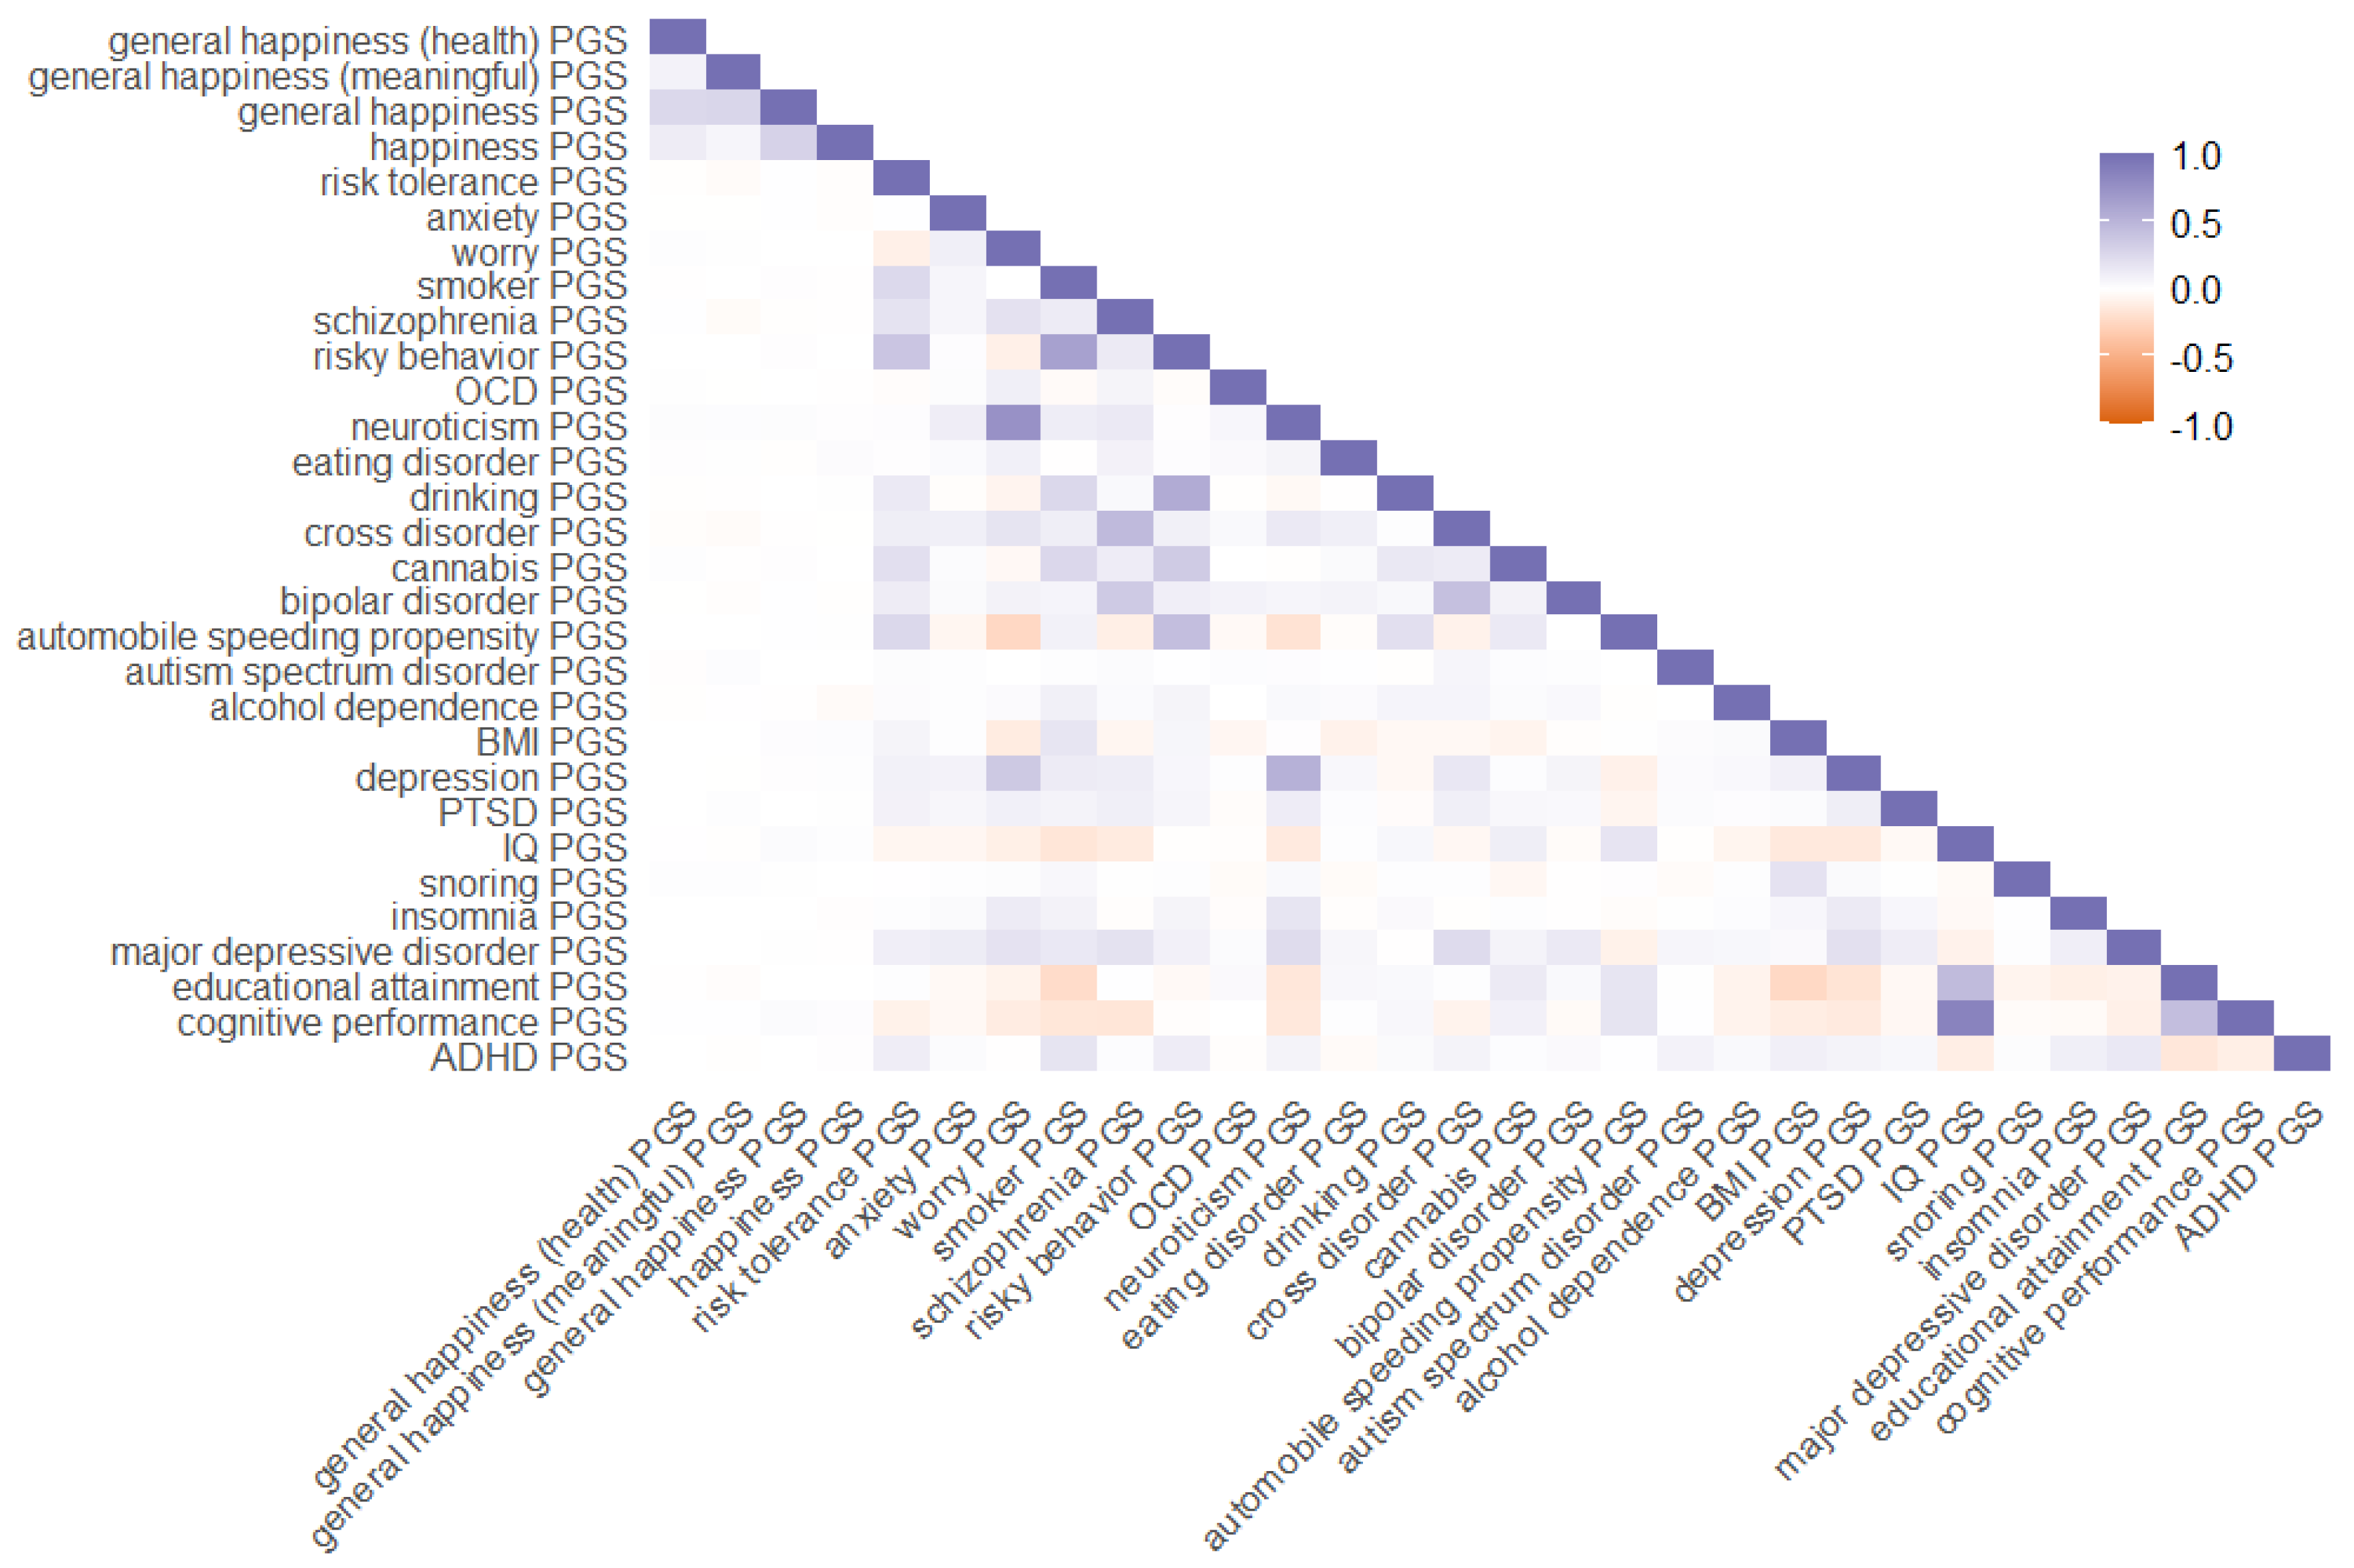 general happiness (health) PGS
general happiness (meaningful) PGS
general happiness PGS
happiness PGS
risk tolerance PGS
anxiety PGS
worry PGS
smoker PGS
schizophrenia PGS
risky behavior PGS
OCD PGS
neuroticism PGS
eating disorder PGS
drinking PGS
cross disorder PGS
cannabis PGS
bipolar disorder PGS
automobile speeding propensity PGS
autism spectrum disorder PGS
alcohol dependence PGS
BMI PGS
depression PGS
PTSD PGS
IQ PGS
snoring PGS
insomnia PGS
major depressive disorder PGS
educational attainment PGS
cognitive performance PGS
ADHD PGS
1.0
0.5
0.0
-0.5
-1.0
general happiness (health) PGS
general happiness (meaningful) PGS
general happiness PGS
happiness PGS
risk tolerance PGS
anxiety PGS
worry PGS
smoker PGS
schizophrenia PGS
risky behavior PGS
OCD PGS
neuroticism PGS
eating disorder PGS
drinking PGS
cross disorder PGS
cannabis PGS
bipolar disorder PGS
automobile speeding propensity PGS
autism spectrum disorder PGS
alcohol dependence PGS
BMI PGS
depression PGS
PTSD PGS
IQ PGS
snoring PGS
insomnia PGS
major depressive disorder PGS
educational attainment PGS
cognitive performance PGS
ADHD PGS